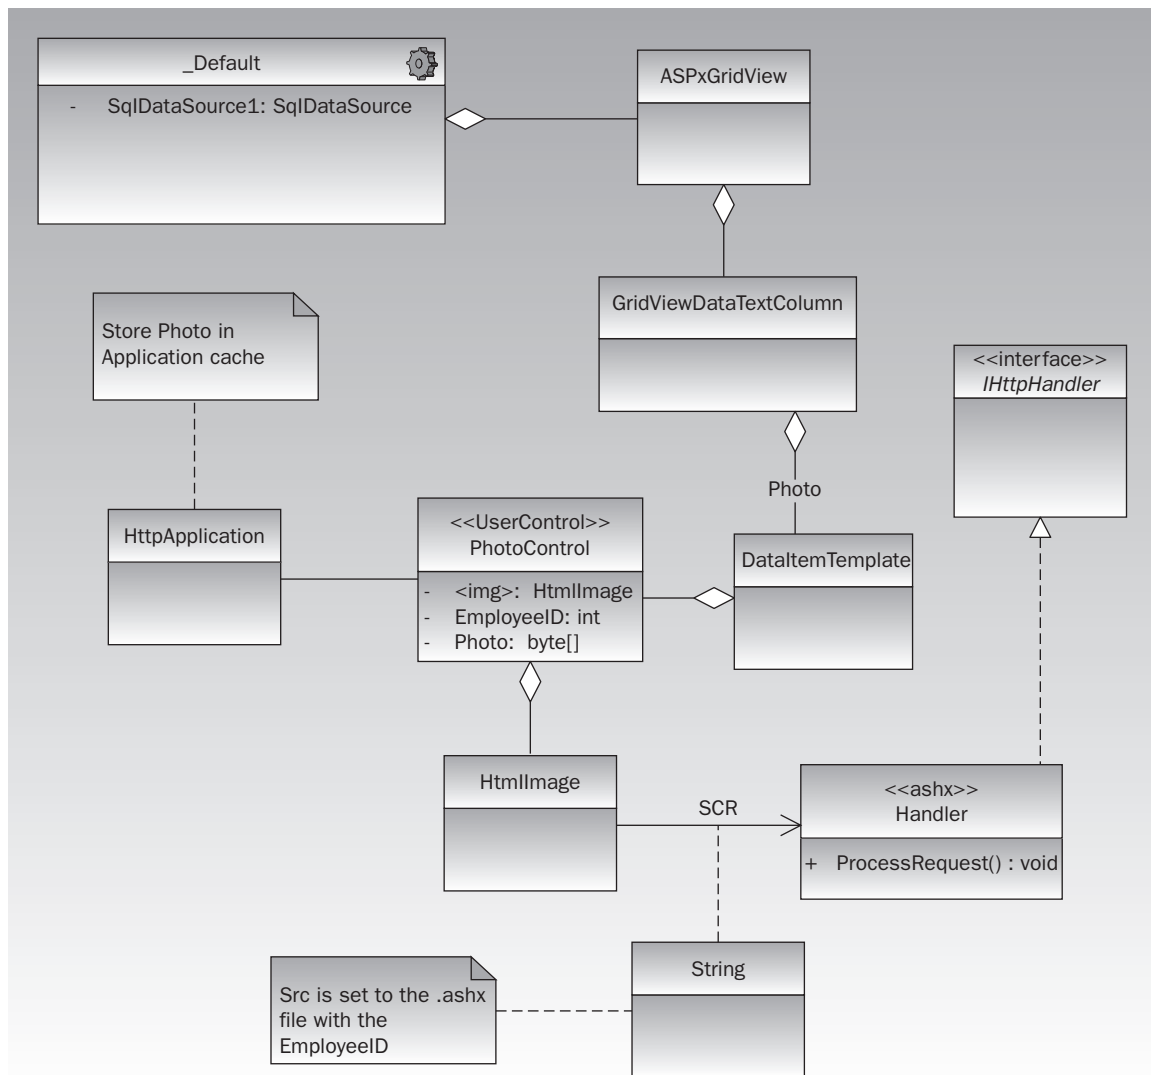 _Default
- SqlDataSource1: SqlDataSource
ASPxGridView
GridViewDataTextColumn
Store Photo in
Application cache
<<interface>>
IHttpHandler
Photo
HttpApplication
<<UserControl>>
PhotoControl
- <img>: HtmlImage
- EmployeeID: int
- Photo: byte[]
DataItemTemplate
HtmlImage
SCR
<<ashx>>
Handler
+ ProcessRequest() : void
String
Src is set to the .ashx
file with the
EmployeeID